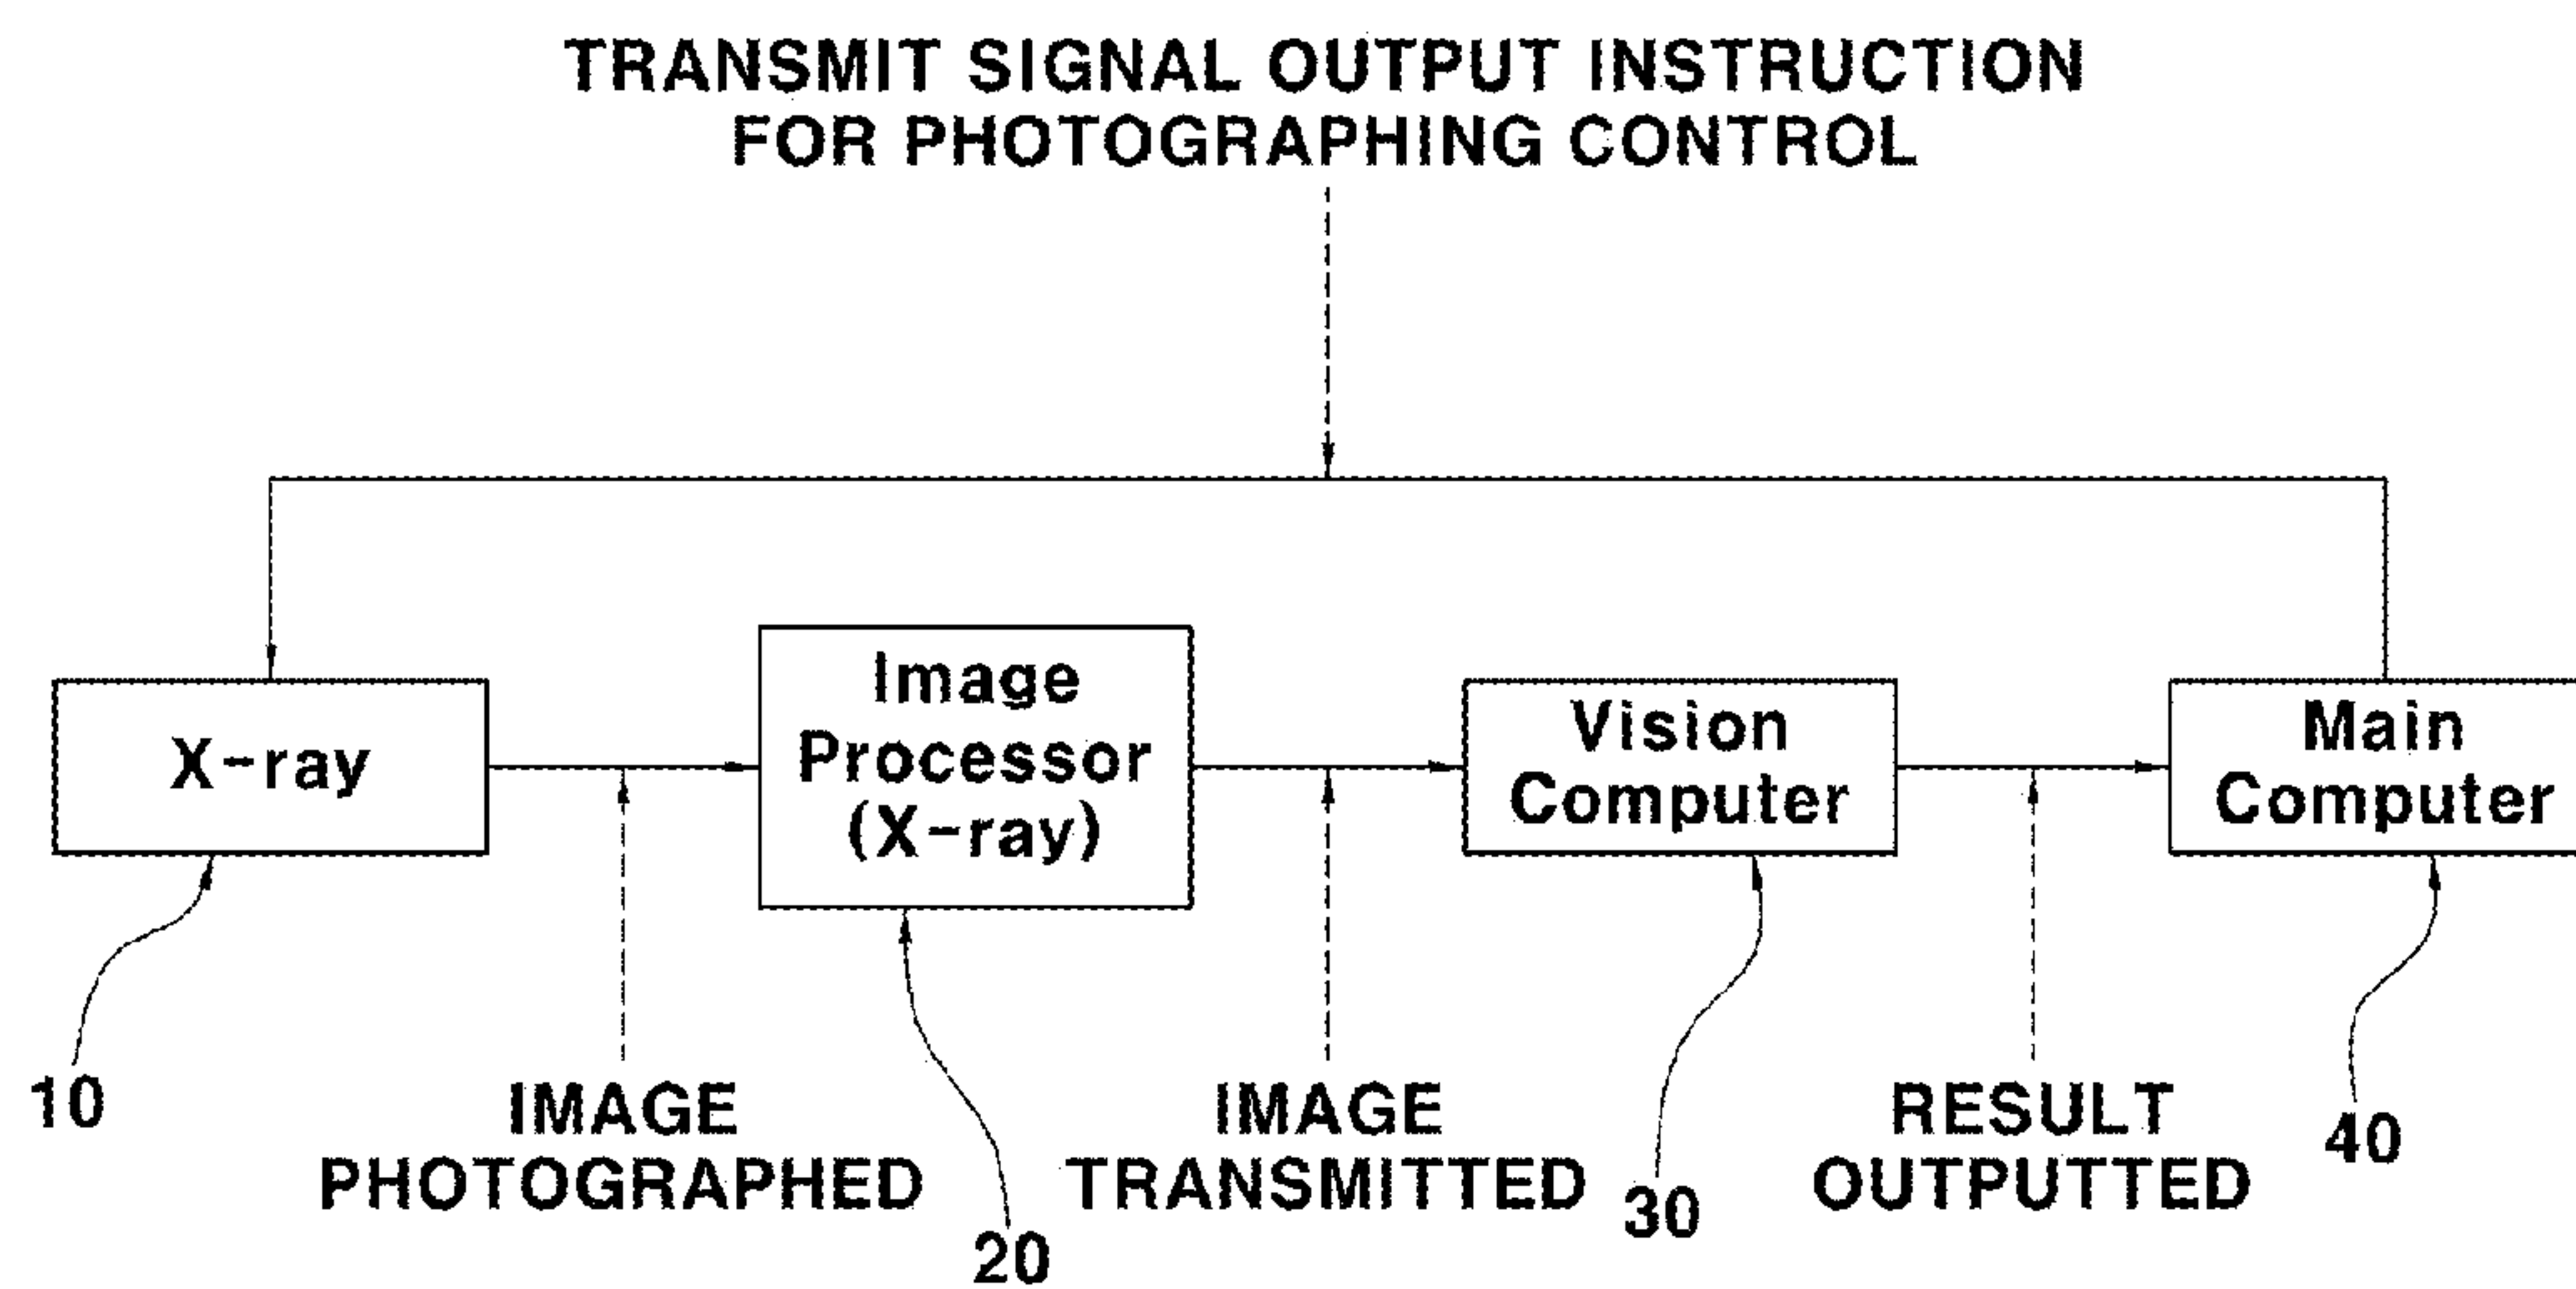 TRANSMIT SIGNAL OUTPUT INSTRUCTION
FOR PHOTOGRAPHING CONTROL
X-ray
Image
Processor
(X-ray)
Vision
Computer
Main
Computer
10
IMAGE
PHOTOGRAPHED
20
IMAGE
TRANSMITTED
30
RESULT
OUTPUTTED
40